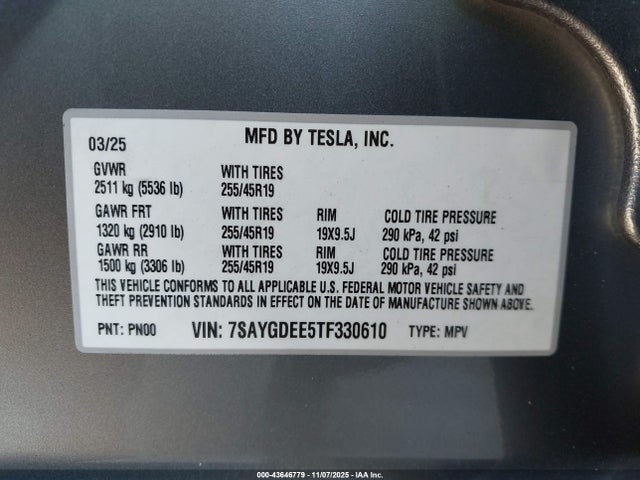 03/25 MFD BY TESLA, INC.
GVWR WITH TIRES
2511 kg (5536 lb) 255/45R19
GAWR FRT WITH TIRES RIM COLD TIRE PRESSURE
1320 kg (2910 lb) 255/45R19 19X9.5J 290 kPa, 42 psi
GAWR RR WITH TIRES RIM COLD TIRE PRESSURE
1500 kg (3306 lb) 255/45R19 19X9.5J 290 kPa, 42 psi
THIS VEHICLE CONFORMS TO ALL APPLICABLE U.S. FEDERAL MOTOR VEHICLE SAFETY AND
THEFT PREVENTION STANDARDS IN EFFECT ON THE DATE OF MANUFACTURE SHOWN ABOVE.
PNT: PN00 VIN: 7SAYGDEE5TF330610 TYPE: MPV
000-43646779 - 11/07/2025 - IAA Inc.